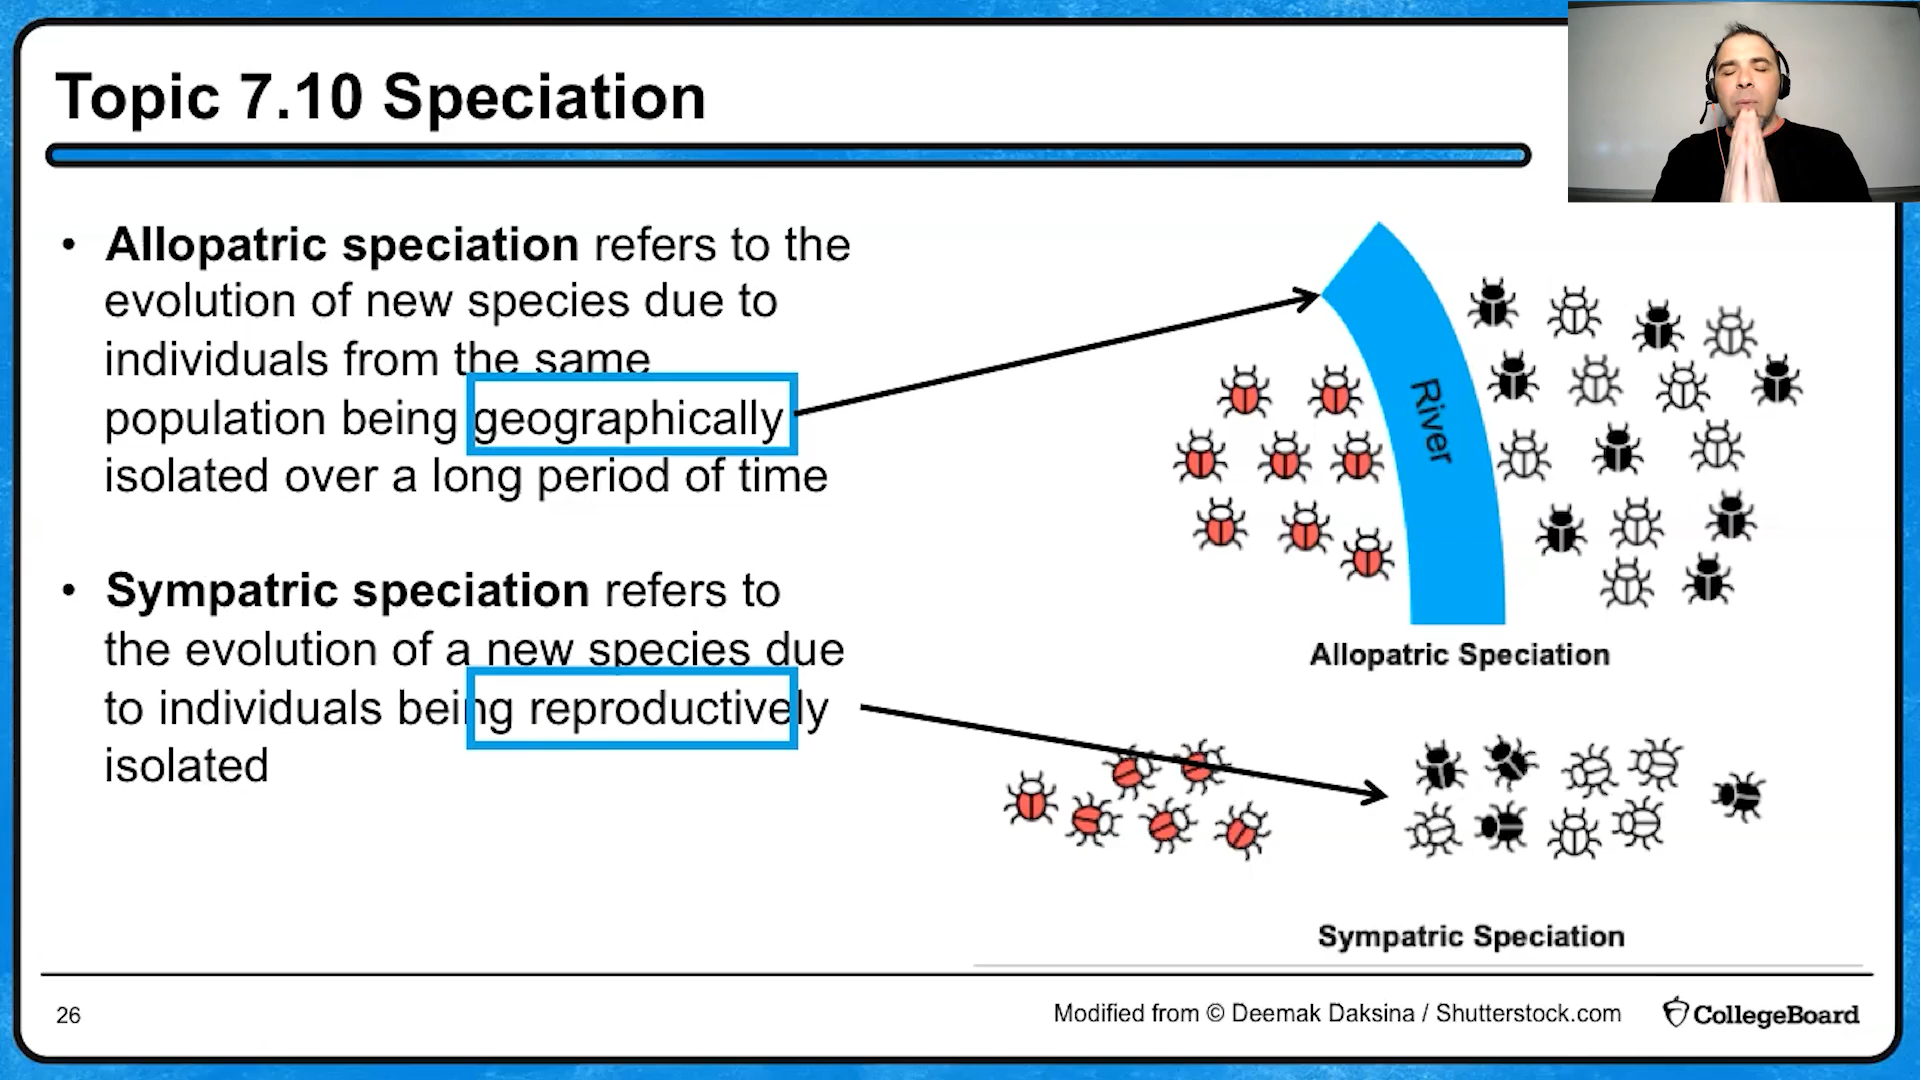 Topic 7.10 Speciation
• Allopatric speciation refers to the
evolution of new species due to
individuals from the same
population being geographically
isolated over a long period of time
• Sympatric speciation refers to
the evolution of a new species due
to individuals being reproductively
isolated
River
Allopatric Speciation
Sympatric Speciation
26
Modified from © Deemak Daksina / Shutterstock.com
CollegeBoard